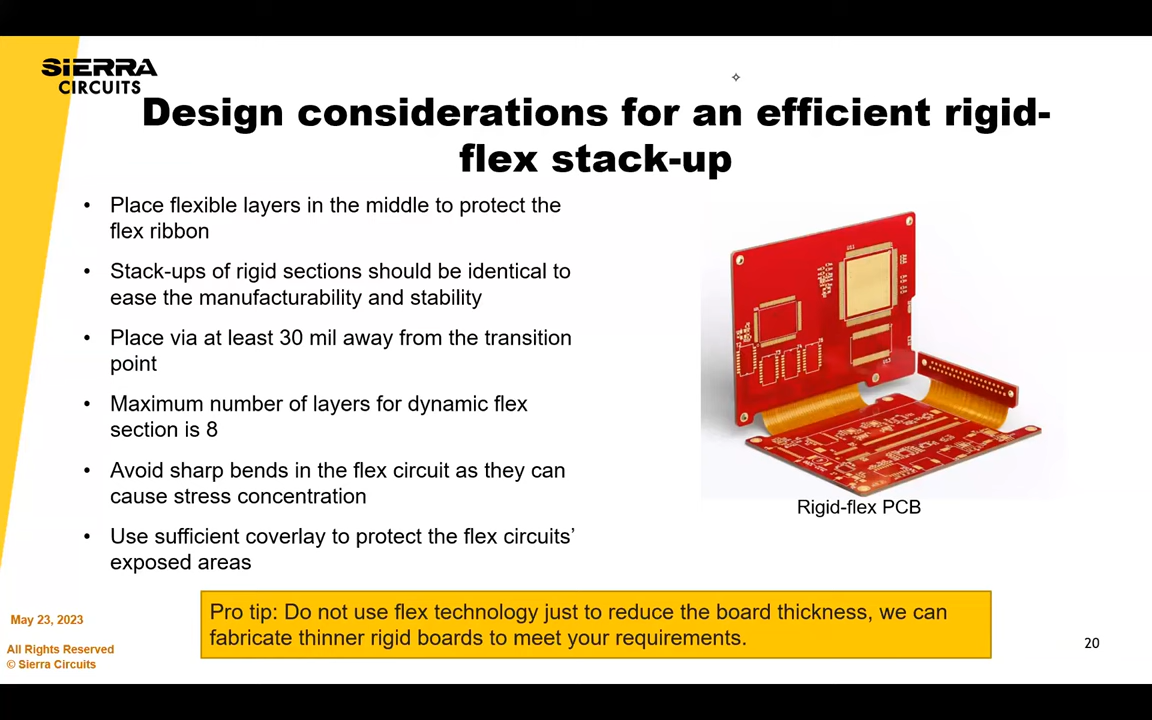 SIERRA
CIRCUITS
Design considerations for an efficient rigid-
flex stack-up
• Place flexible layers in the middle to protect the
flex ribbon
• Stack-ups of rigid sections should be identical to
ease the manufacturability and stability
• Place via at least 30 mil away from the transition
point
• Maximum number of layers for dynamic flex
section is 8
• Avoid sharp bends in the flex circuit as they can
cause stress concentration
• Use sufficient coverlay to protect the flex circuits’
exposed areas
Rigid-flex PCB
Pro tip: Do not use flex technology just to reduce the board thickness, we can
fabricate thinner rigid boards to meet your requirements.
May 23, 2023
All Rights Reserved
© Sierra Circuits
20